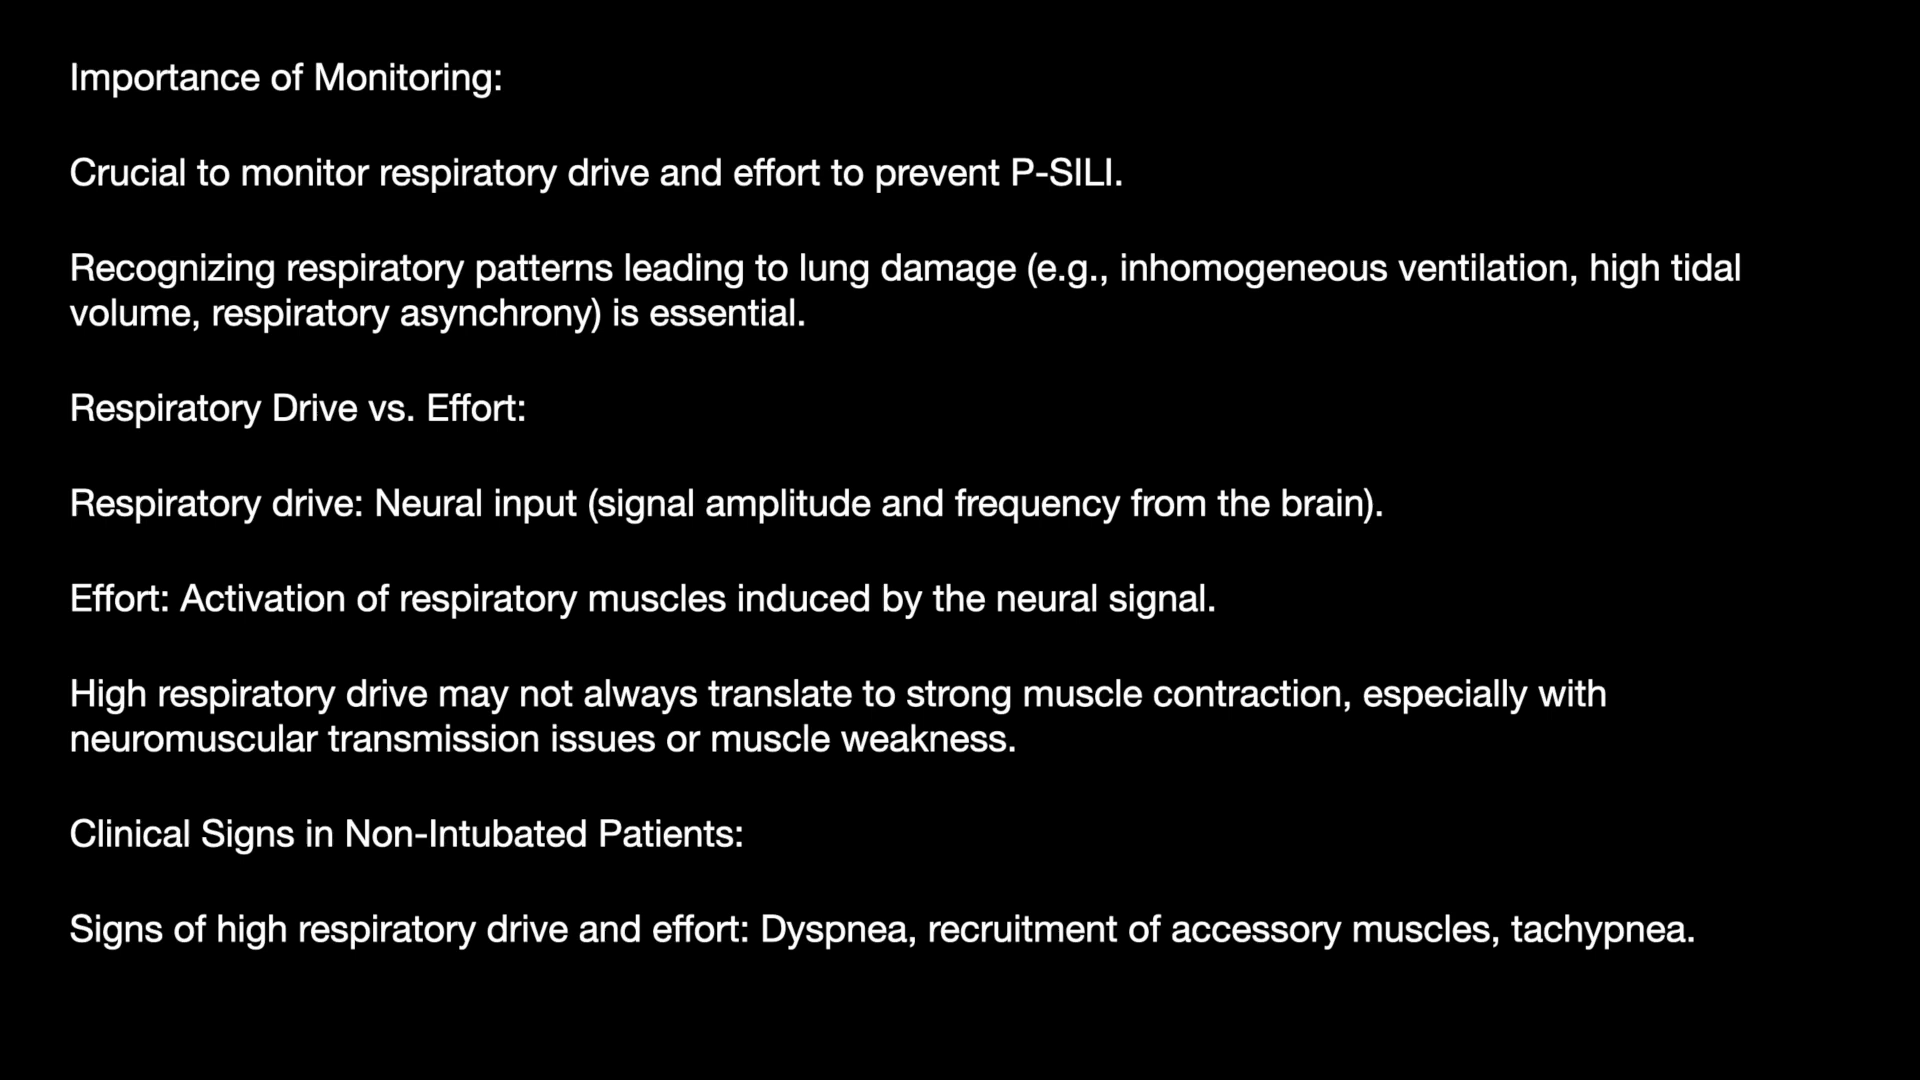 Importance of Monitoring:
Crucial to monitor respiratory drive and effort to prevent P-SILI.
Recognizing respiratory patterns leading to lung damage (e.g., inhomogeneous ventilation, high tidal
volume, respiratory asynchrony) is essential.
Respiratory Drive vs. Effort:
Respiratory drive: Neural input (signal amplitude and frequency from the brain).
Effort: Activation of respiratory muscles induced by the neural signal.
High respiratory drive may not always translate to strong muscle contraction, especially with
neuromuscular transmission issues or muscle weakness.
Clinical Signs in Non-Intubated Patients:
Signs of high respiratory drive and effort: Dyspnea, recruitment of accessory muscles, tachypnea.